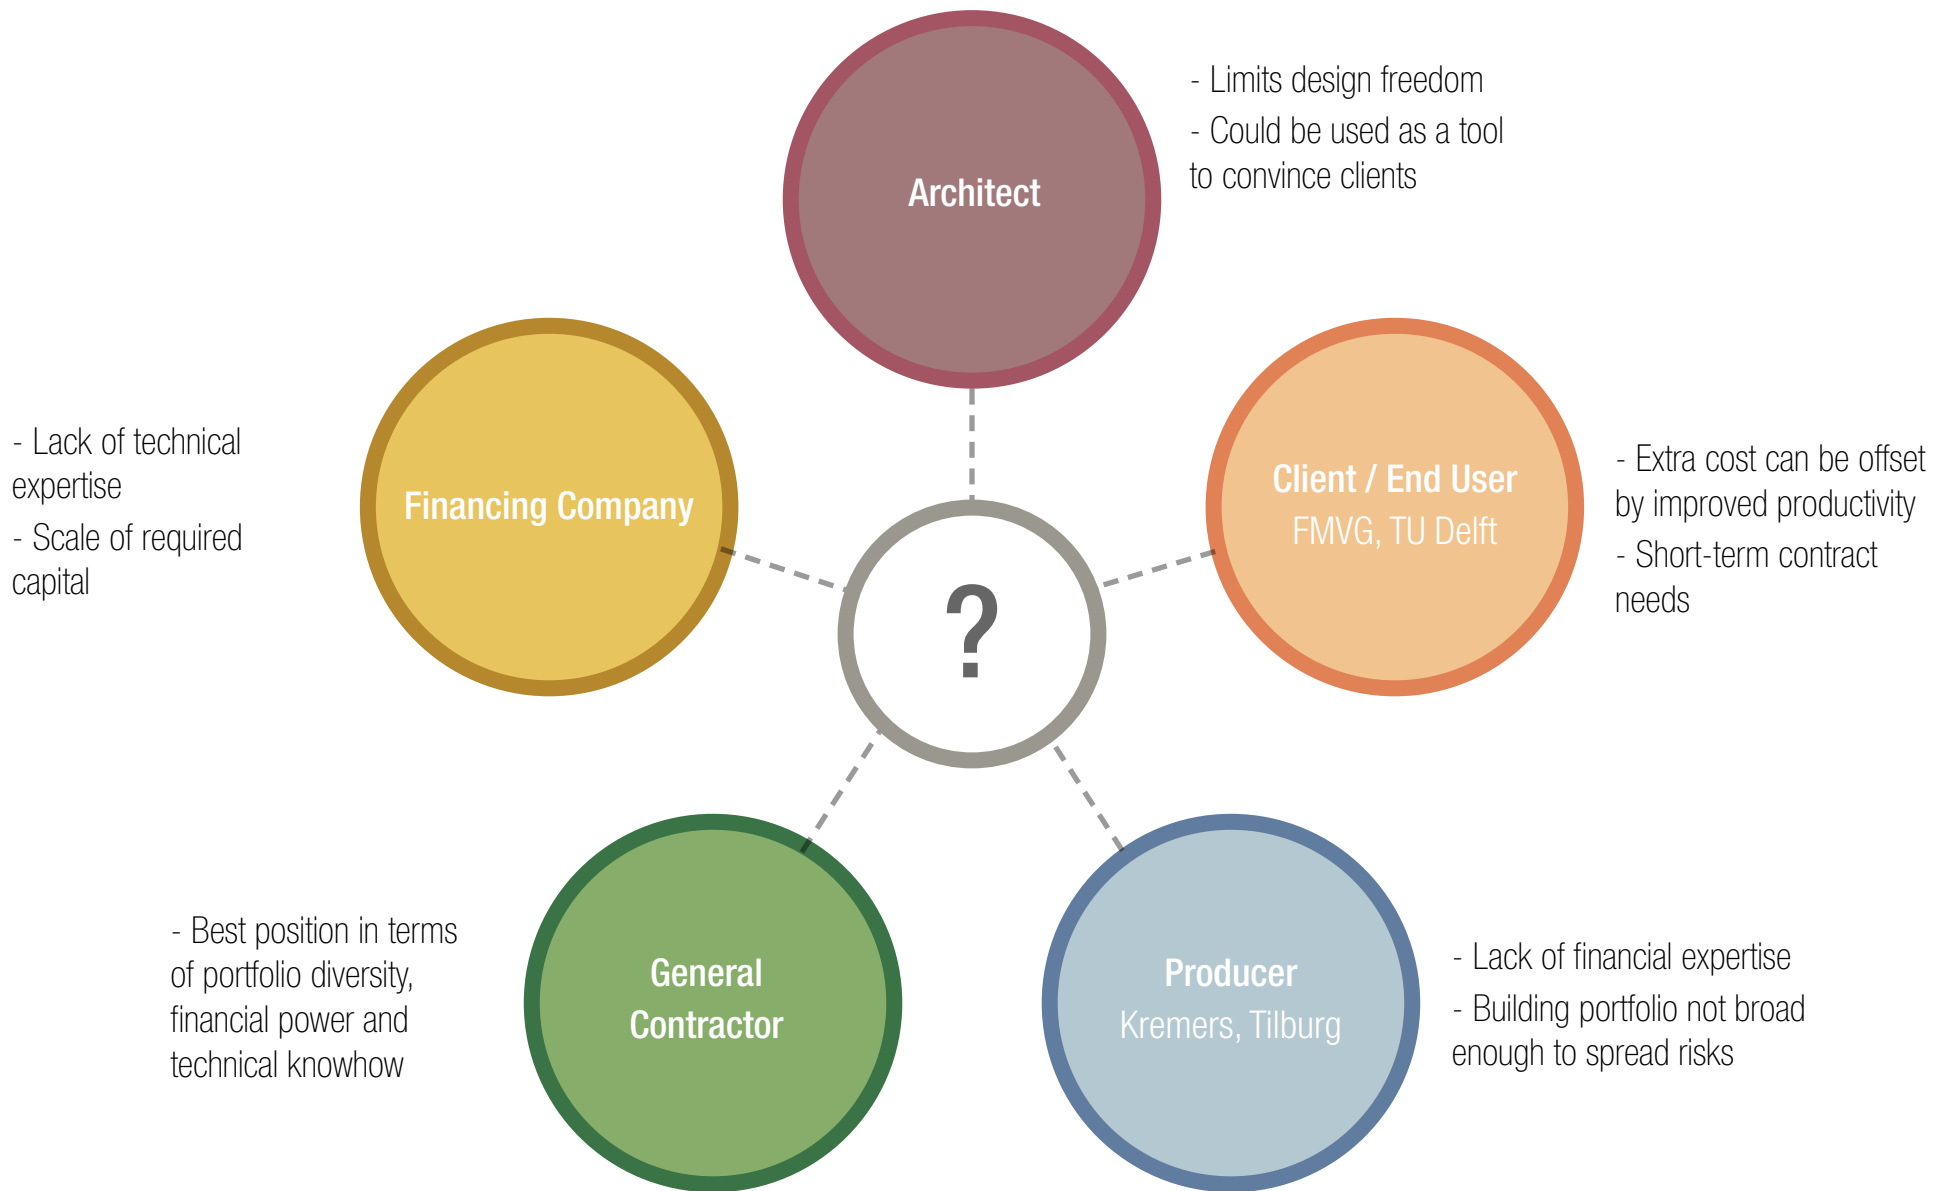 Architect
- Limits design freedom
- Could be used as a tool
to convince clients
Financing Company
- Lack of technical
expertise
- Scale of required
capital
Client / End User
FMVG, TU Delft
- Extra cost can be offset
by improved productivity
- Short-term contract
needs
?
General
Contractor
- Best position in terms
of portfolio diversity,
financial power and
technical knowhow
Producer
Kremers, Tilburg
- Lack of financial expertise
- Building portfolio not broad
enough to spread risks